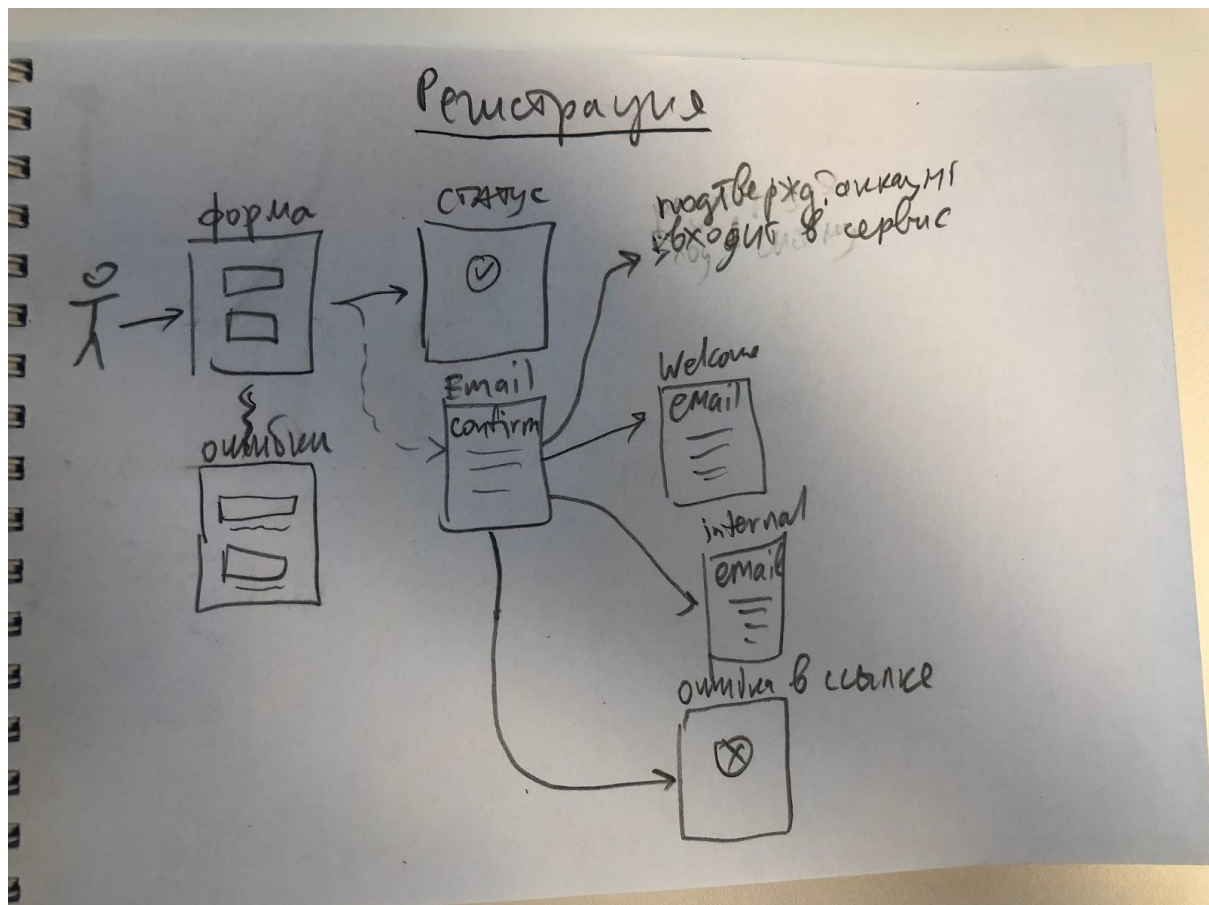 Регистрация
форма
статус
подтвержд. аккаунт
входит в сервис
Email
confirm
Welcome
email
ошибки
internal
email
ошибка в ссылке